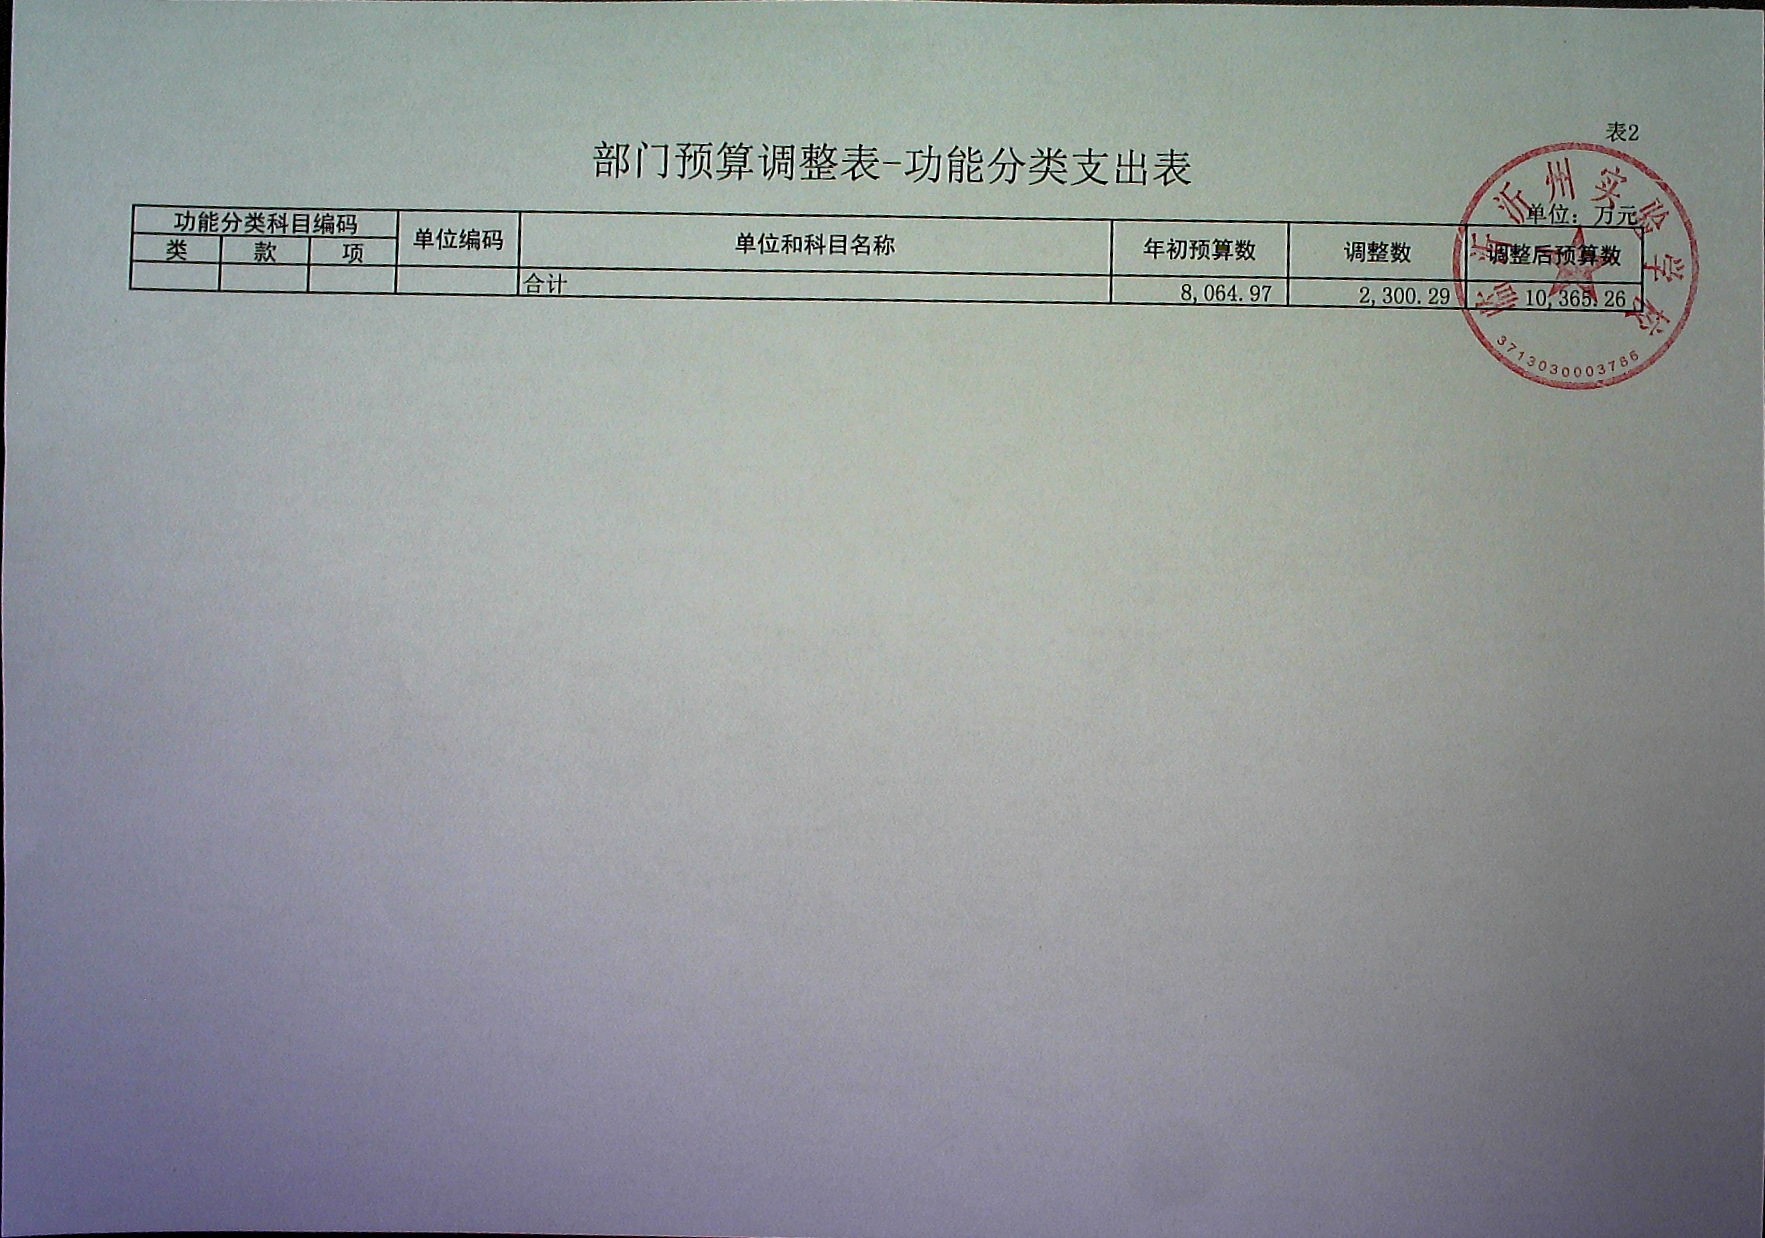 表2
部门预算调整表-功能分类支出表
单位：万元
功能分类科目编码 单位编码 单位和科目名称 年初预算数 调整数 调整后预算数
类 款 项
合计 8,064.97 2,300.29 10,365.26
临沂沂州实验学校
3713030003786